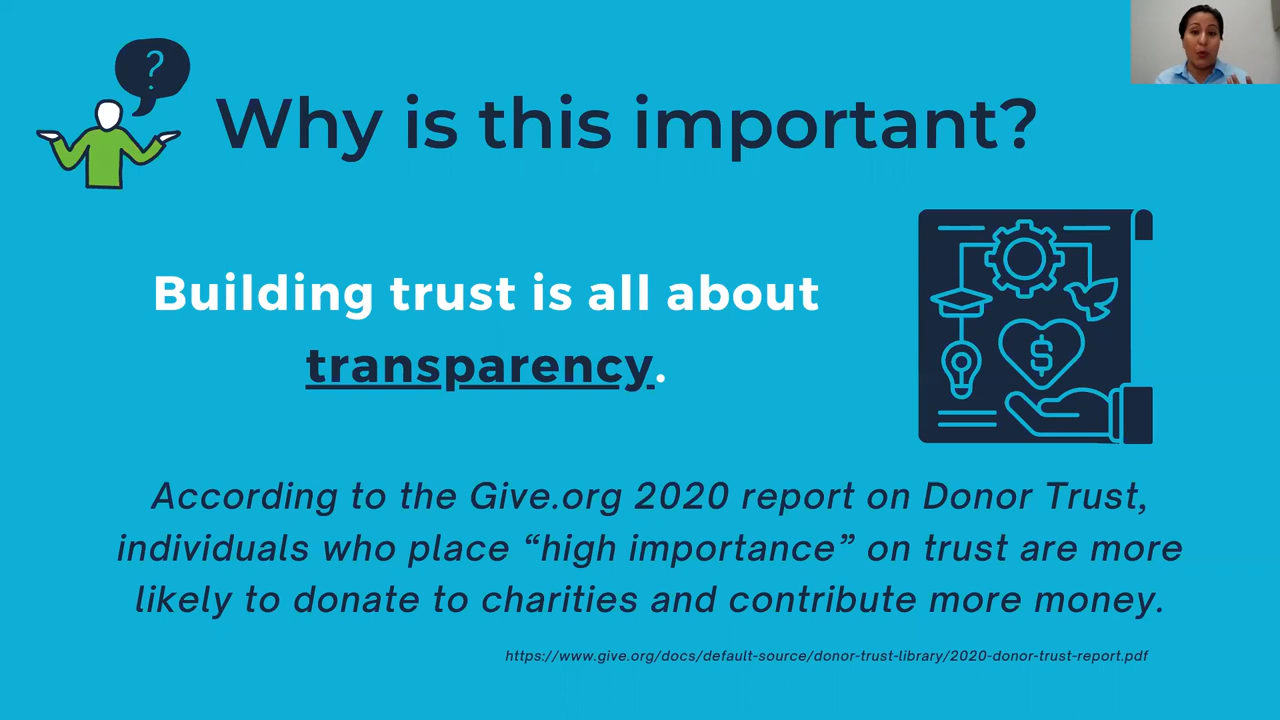 ?
Why is this important?
Building trust is all about
transparency.
$
According to the Give.org 2020 report on Donor Trust,
individuals who place “high importance” on trust are more
likely to donate to charities and contribute more money.
https://www.give.org/docs/default-source/donor-trust-library/2020-donor-trust-report.pdf